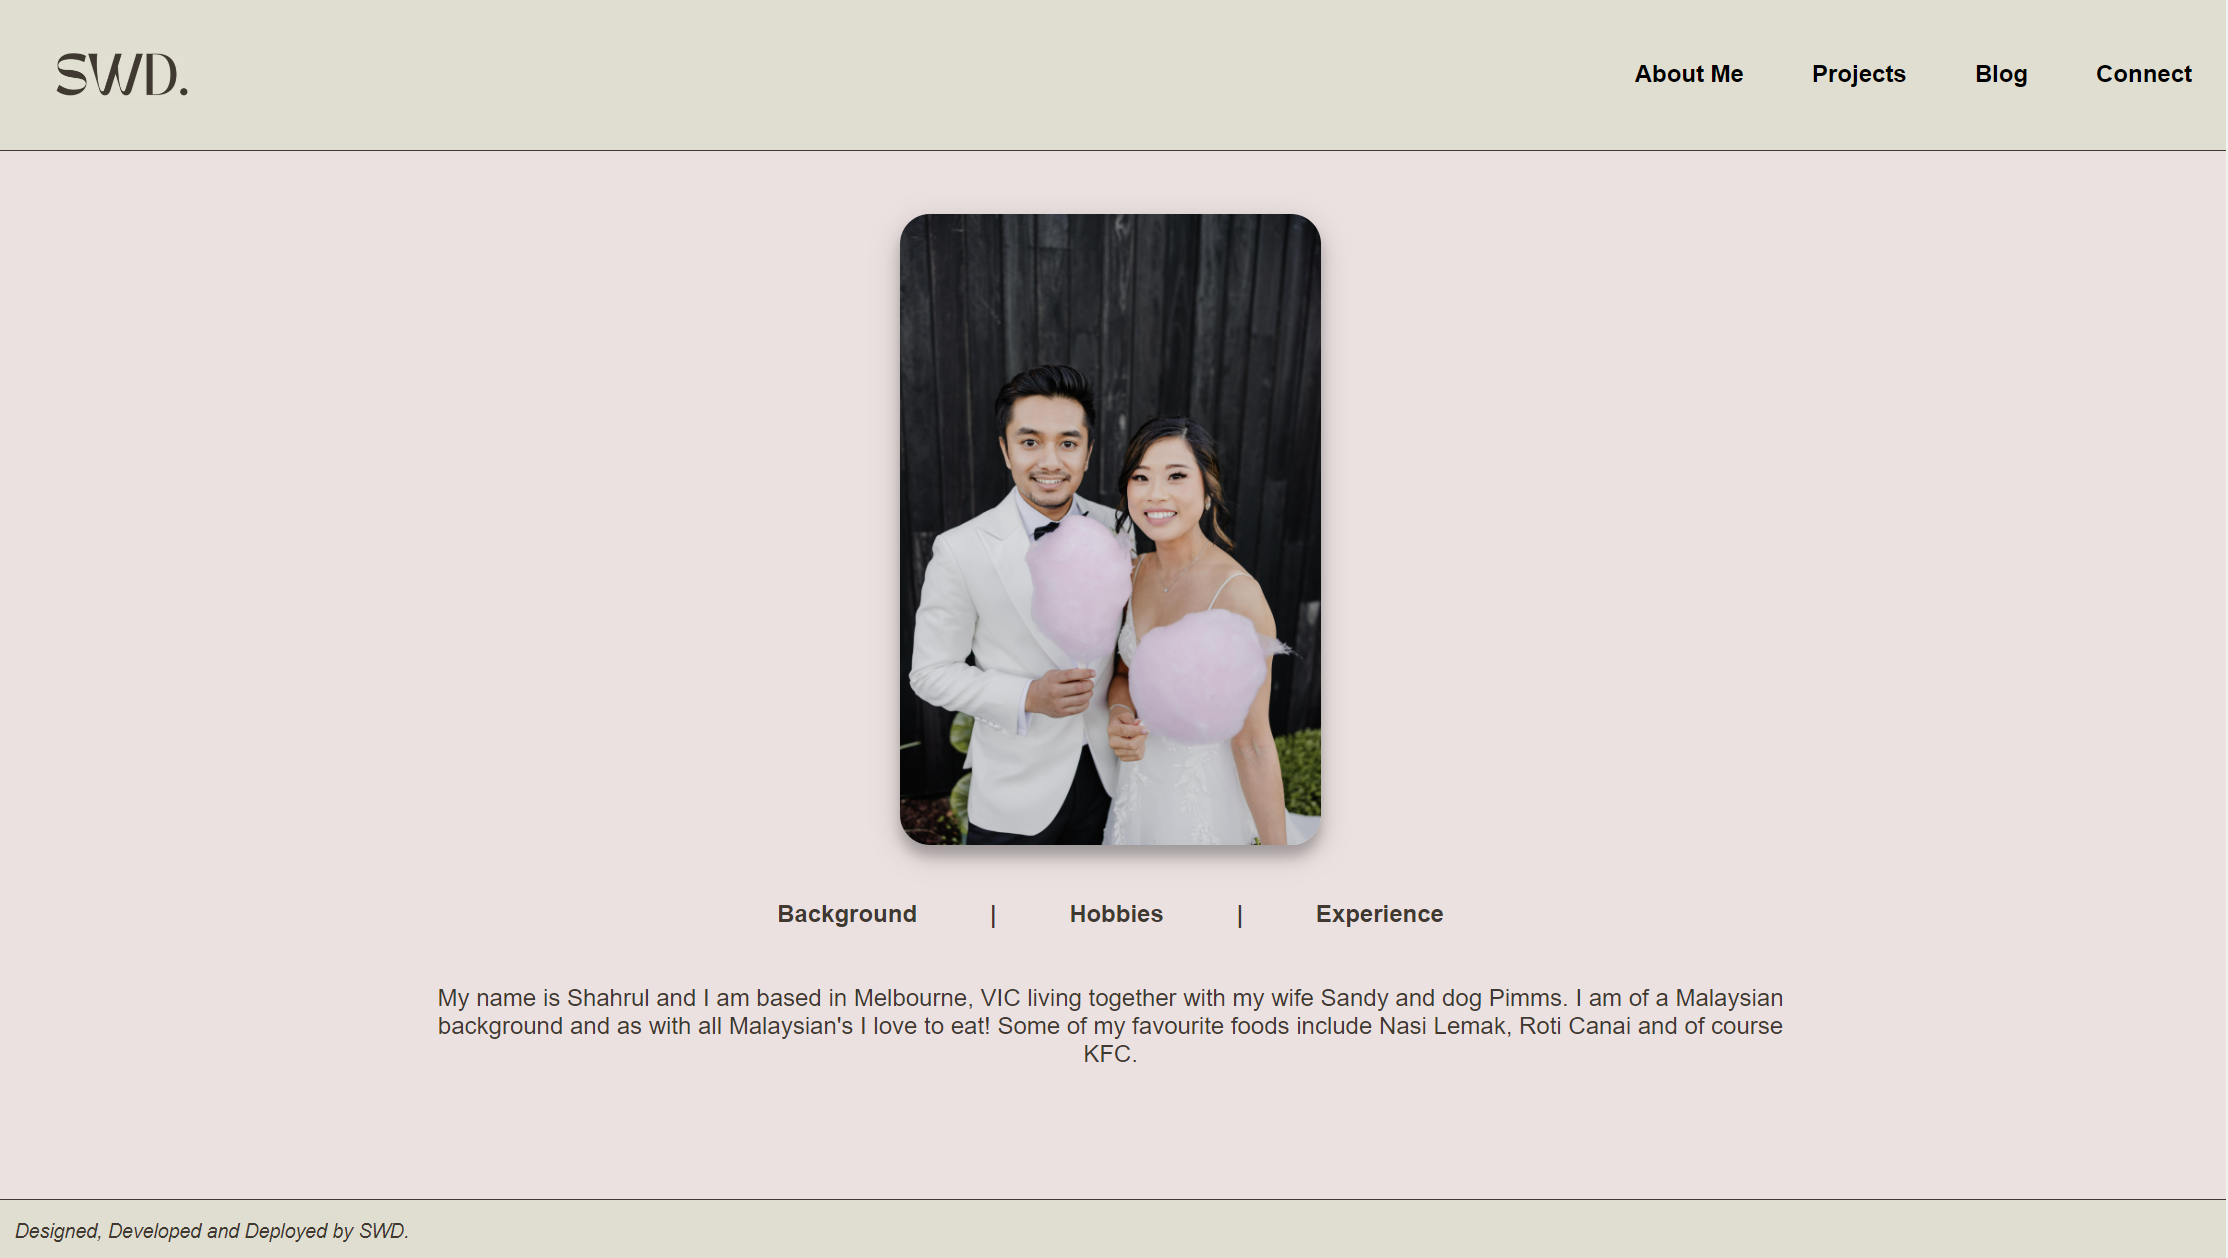 SWD.
About Me Projects Blog Connect
Background | Hobbies | Experience
My name is Shahrul and I am based in Melbourne, VIC living together with my wife Sandy and dog Pimms. I am of a Malaysian
background and as with all Malaysian's I love to eat! Some of my favourite foods include Nasi Lemak, Roti Canai and of course
KFC.
Designed, Developed and Deployed by SWD.